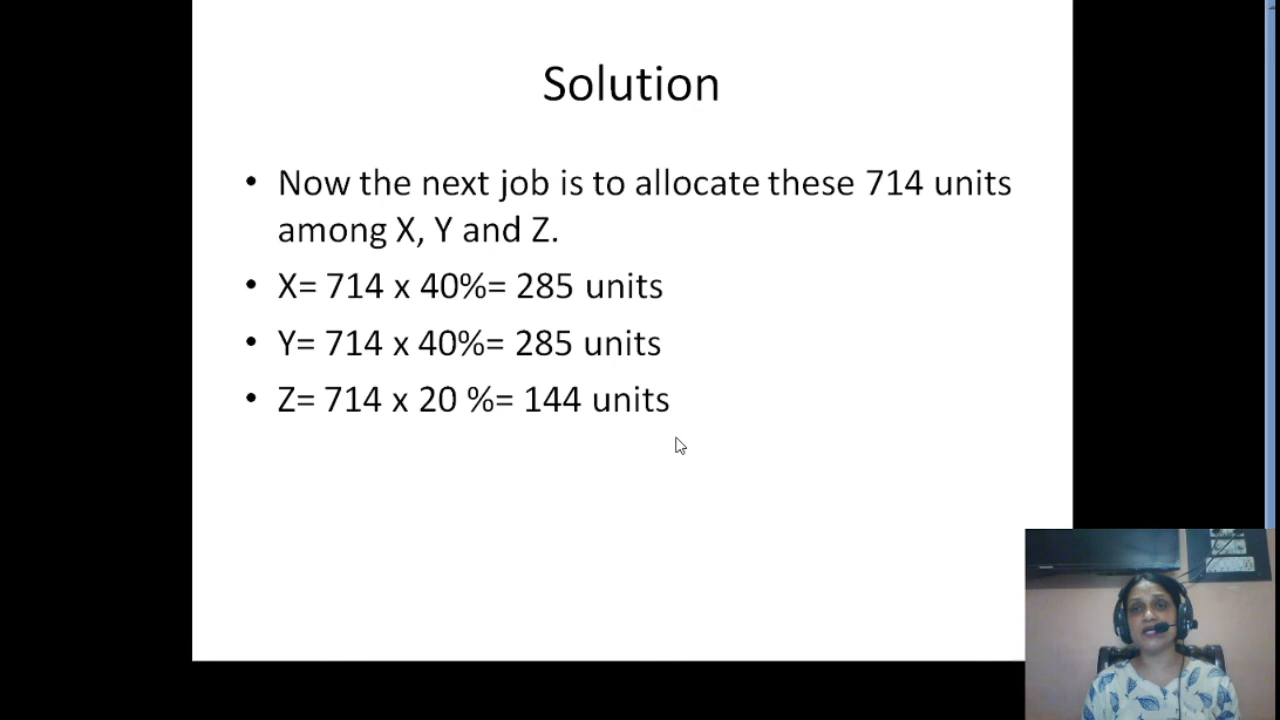 Solution
• Now the next job is to allocate these 714 units
among X, Y and Z.
• X= 714 x 40%= 285 units
• Y= 714 x 40%= 285 units
• Z= 714 x 20 %= 144 units